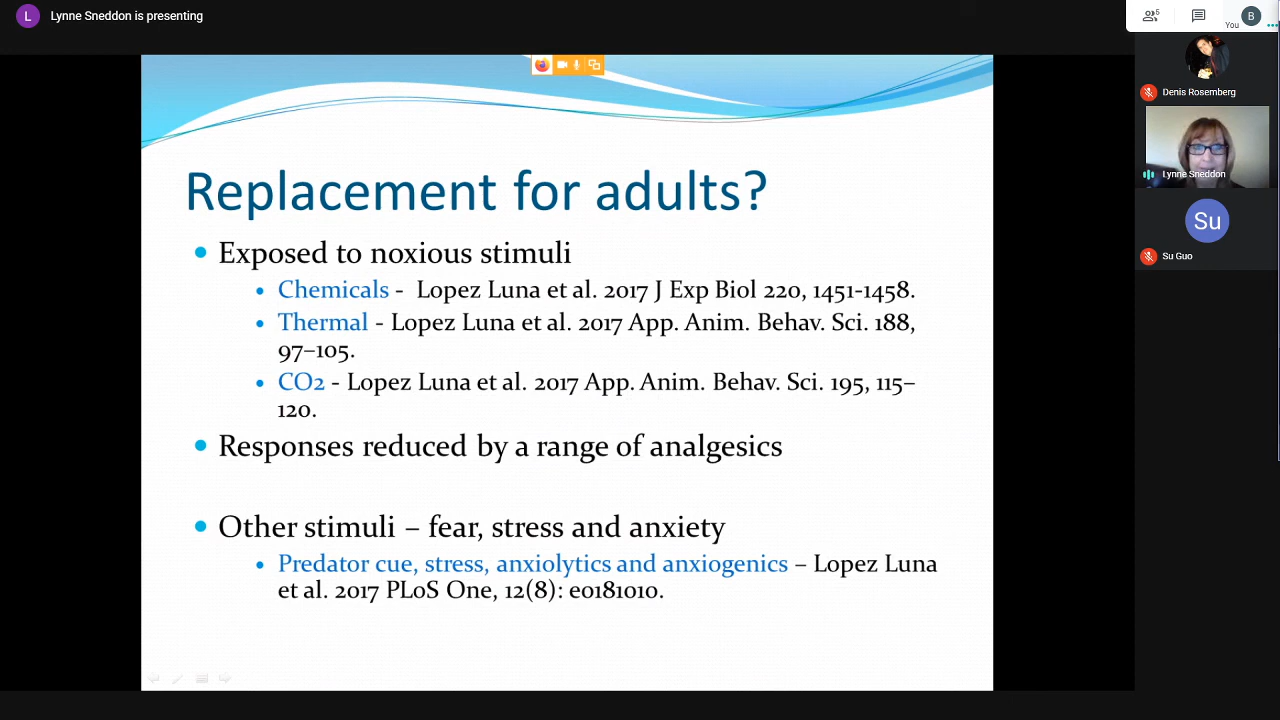 L Lynne Sneddon is presenting
5
You B
Denis Rosemberg
Lynne Sneddon
Su
Su Guo
Replacement for adults?
• Exposed to noxious stimuli
• Chemicals - Lopez Luna et al. 2017 J Exp Biol 220, 1451-1458.
• Thermal - Lopez Luna et al. 2017 App. Anim. Behav. Sci. 188,
97–105.
• CO2 - Lopez Luna et al. 2017 App. Anim. Behav. Sci. 195, 115–
120.
• Responses reduced by a range of analgesics
• Other stimuli – fear, stress and anxiety
• Predator cue, stress, anxiolytics and anxiogenics – Lopez Luna
et al. 2017 PLoS One, 12(8): e0181010.